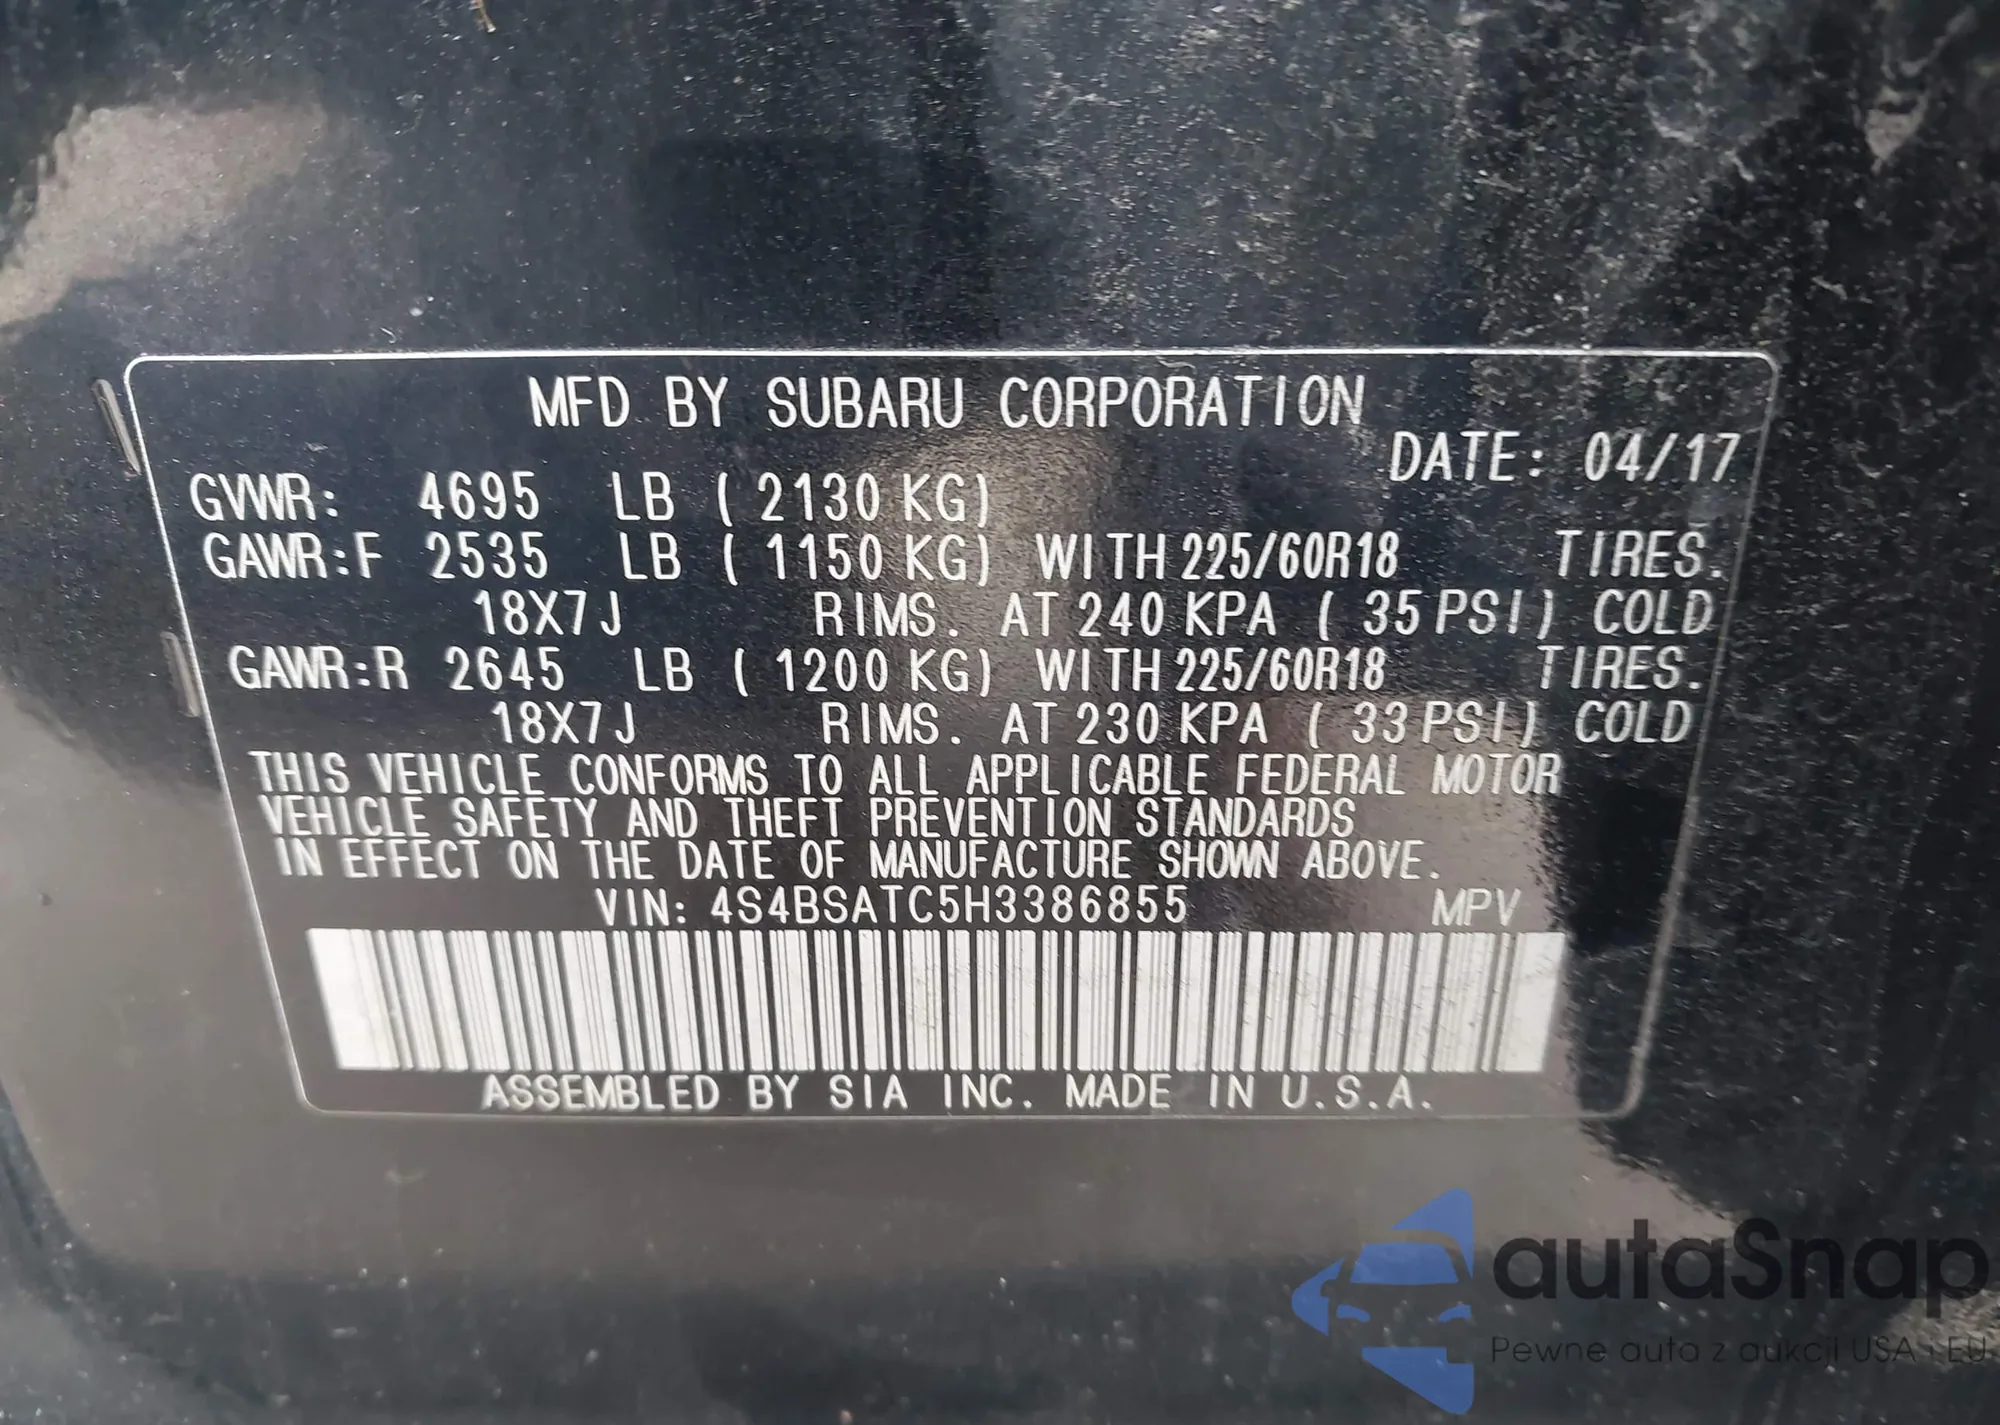 MFD BY SUBARU CORPORATION
DATE: 04/17
GVWR: 4695 LB ( 2130 KG)
GAWR:F 2535 LB ( 1150 KG) WITH 225/60R18 TIRES.
18X7J RIMS. AT 240 KPA ( 35 PSI) COLD
GAWR:R 2645 LB ( 1200 KG) WITH 225/60R18 TIRES.
18X7J RIMS. AT 230 KPA ( 33 PSI) COLD
THIS VEHICLE CONFORMS TO ALL APPLICABLE FEDERAL MOTOR
VEHICLE SAFETY AND THEFT PREVENTION STANDARDS
IN EFFECT ON THE DATE OF MANUFACTURE SHOWN ABOVE.
VIN: 4S4BSATC5H3386855 MPV
ASSEMBLED BY SIA INC. MADE IN U.S.A.
autaSnap
Pewne auta z aukcji USA i EU